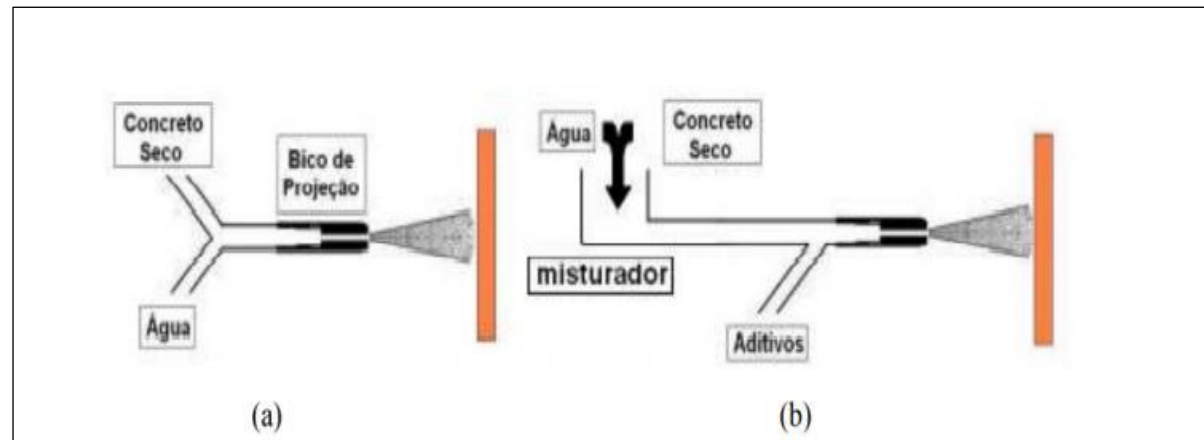 Concreto
Seco
Bico de
Projeção
Água
(a)
Água
Concreto
Seco
misturador
Aditivos
(b)